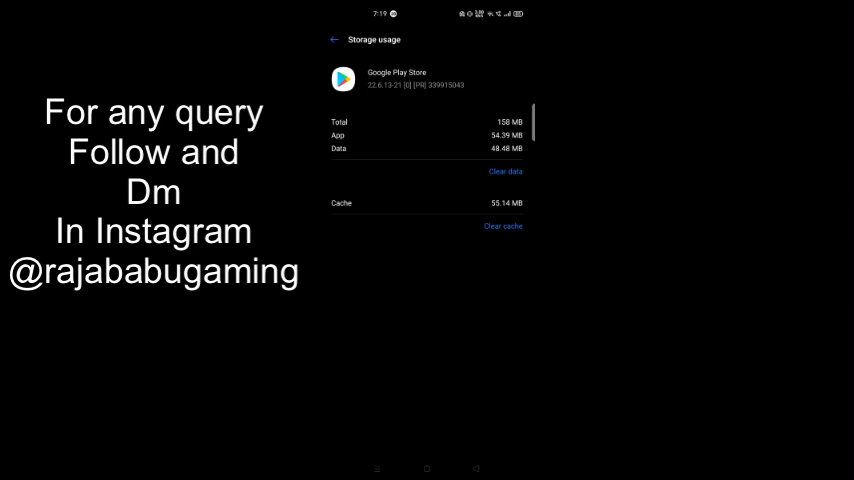 7:19
Storage usage
Google Play Store
22.6.13-21 [0] [PR] 339915043
Total 158 MB
App 54.39 MB
Data 48.48 MB
Clear data
Cache 55.14 MB
Clear cache
For any query
Follow and
Dm
In Instagram
@rajababugaming